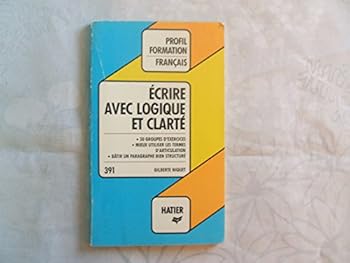 PROFIL
FORMATION
FRANÇAIS
ÉCRIRE
AVEC LOGIQUE
ET CLARTÉ
• 30 GROUPES D'EXERCICES
• MIEUX UTILISER LES TERMES
D'ARTICULATION
• BÂTIR UN PARAGRAPHE BIEN STRUCTURÉ
391
GILBERTE NIQUET
HATIER